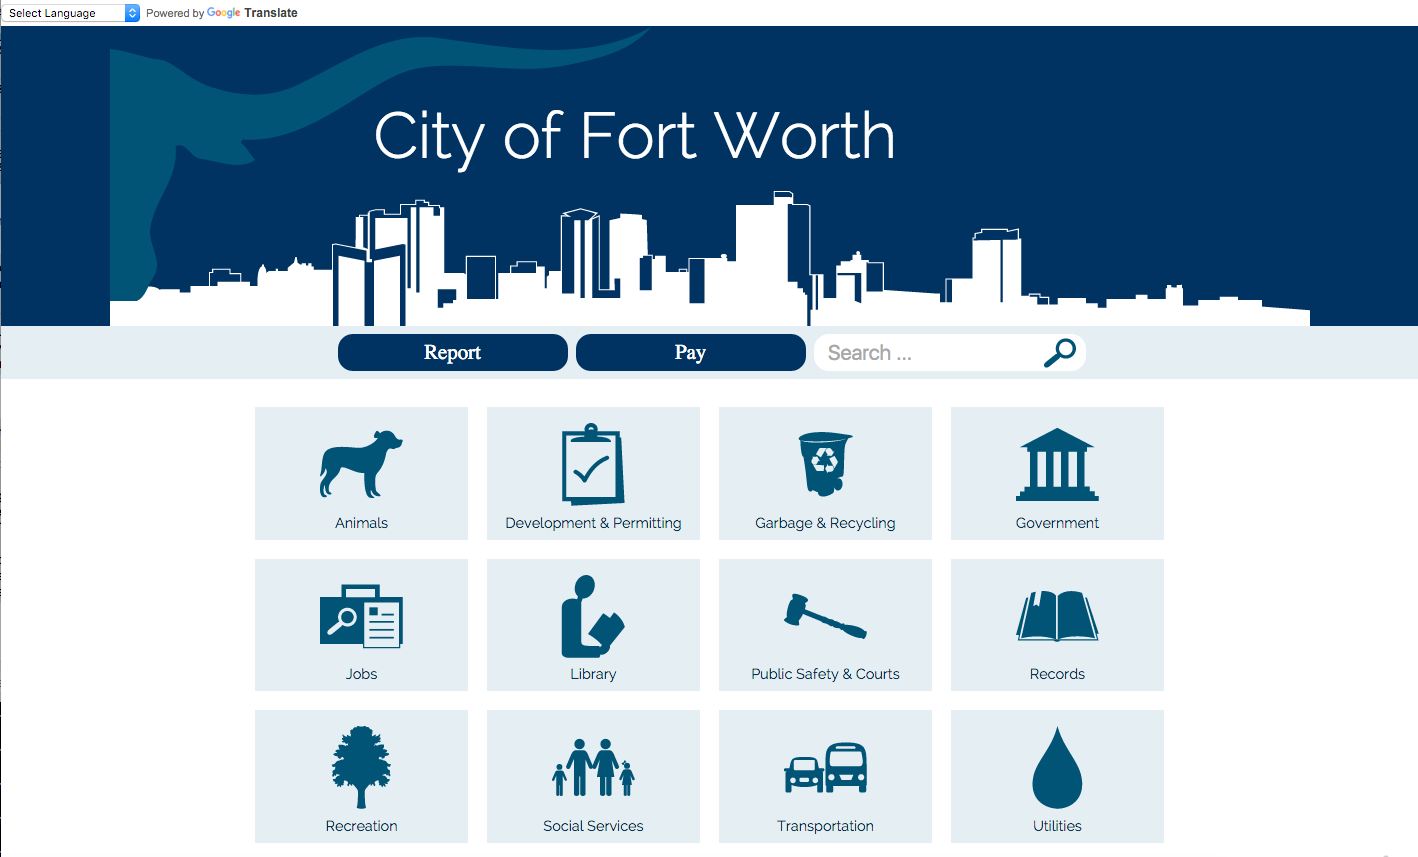 Select Language Powered by Google Translate
City of Fort Worth
Report Pay Search ...
Animals Development & Permitting Garbage & Recycling Government
Jobs Library Public Safety & Courts Records
Recreation Social Services Transportation Utilities